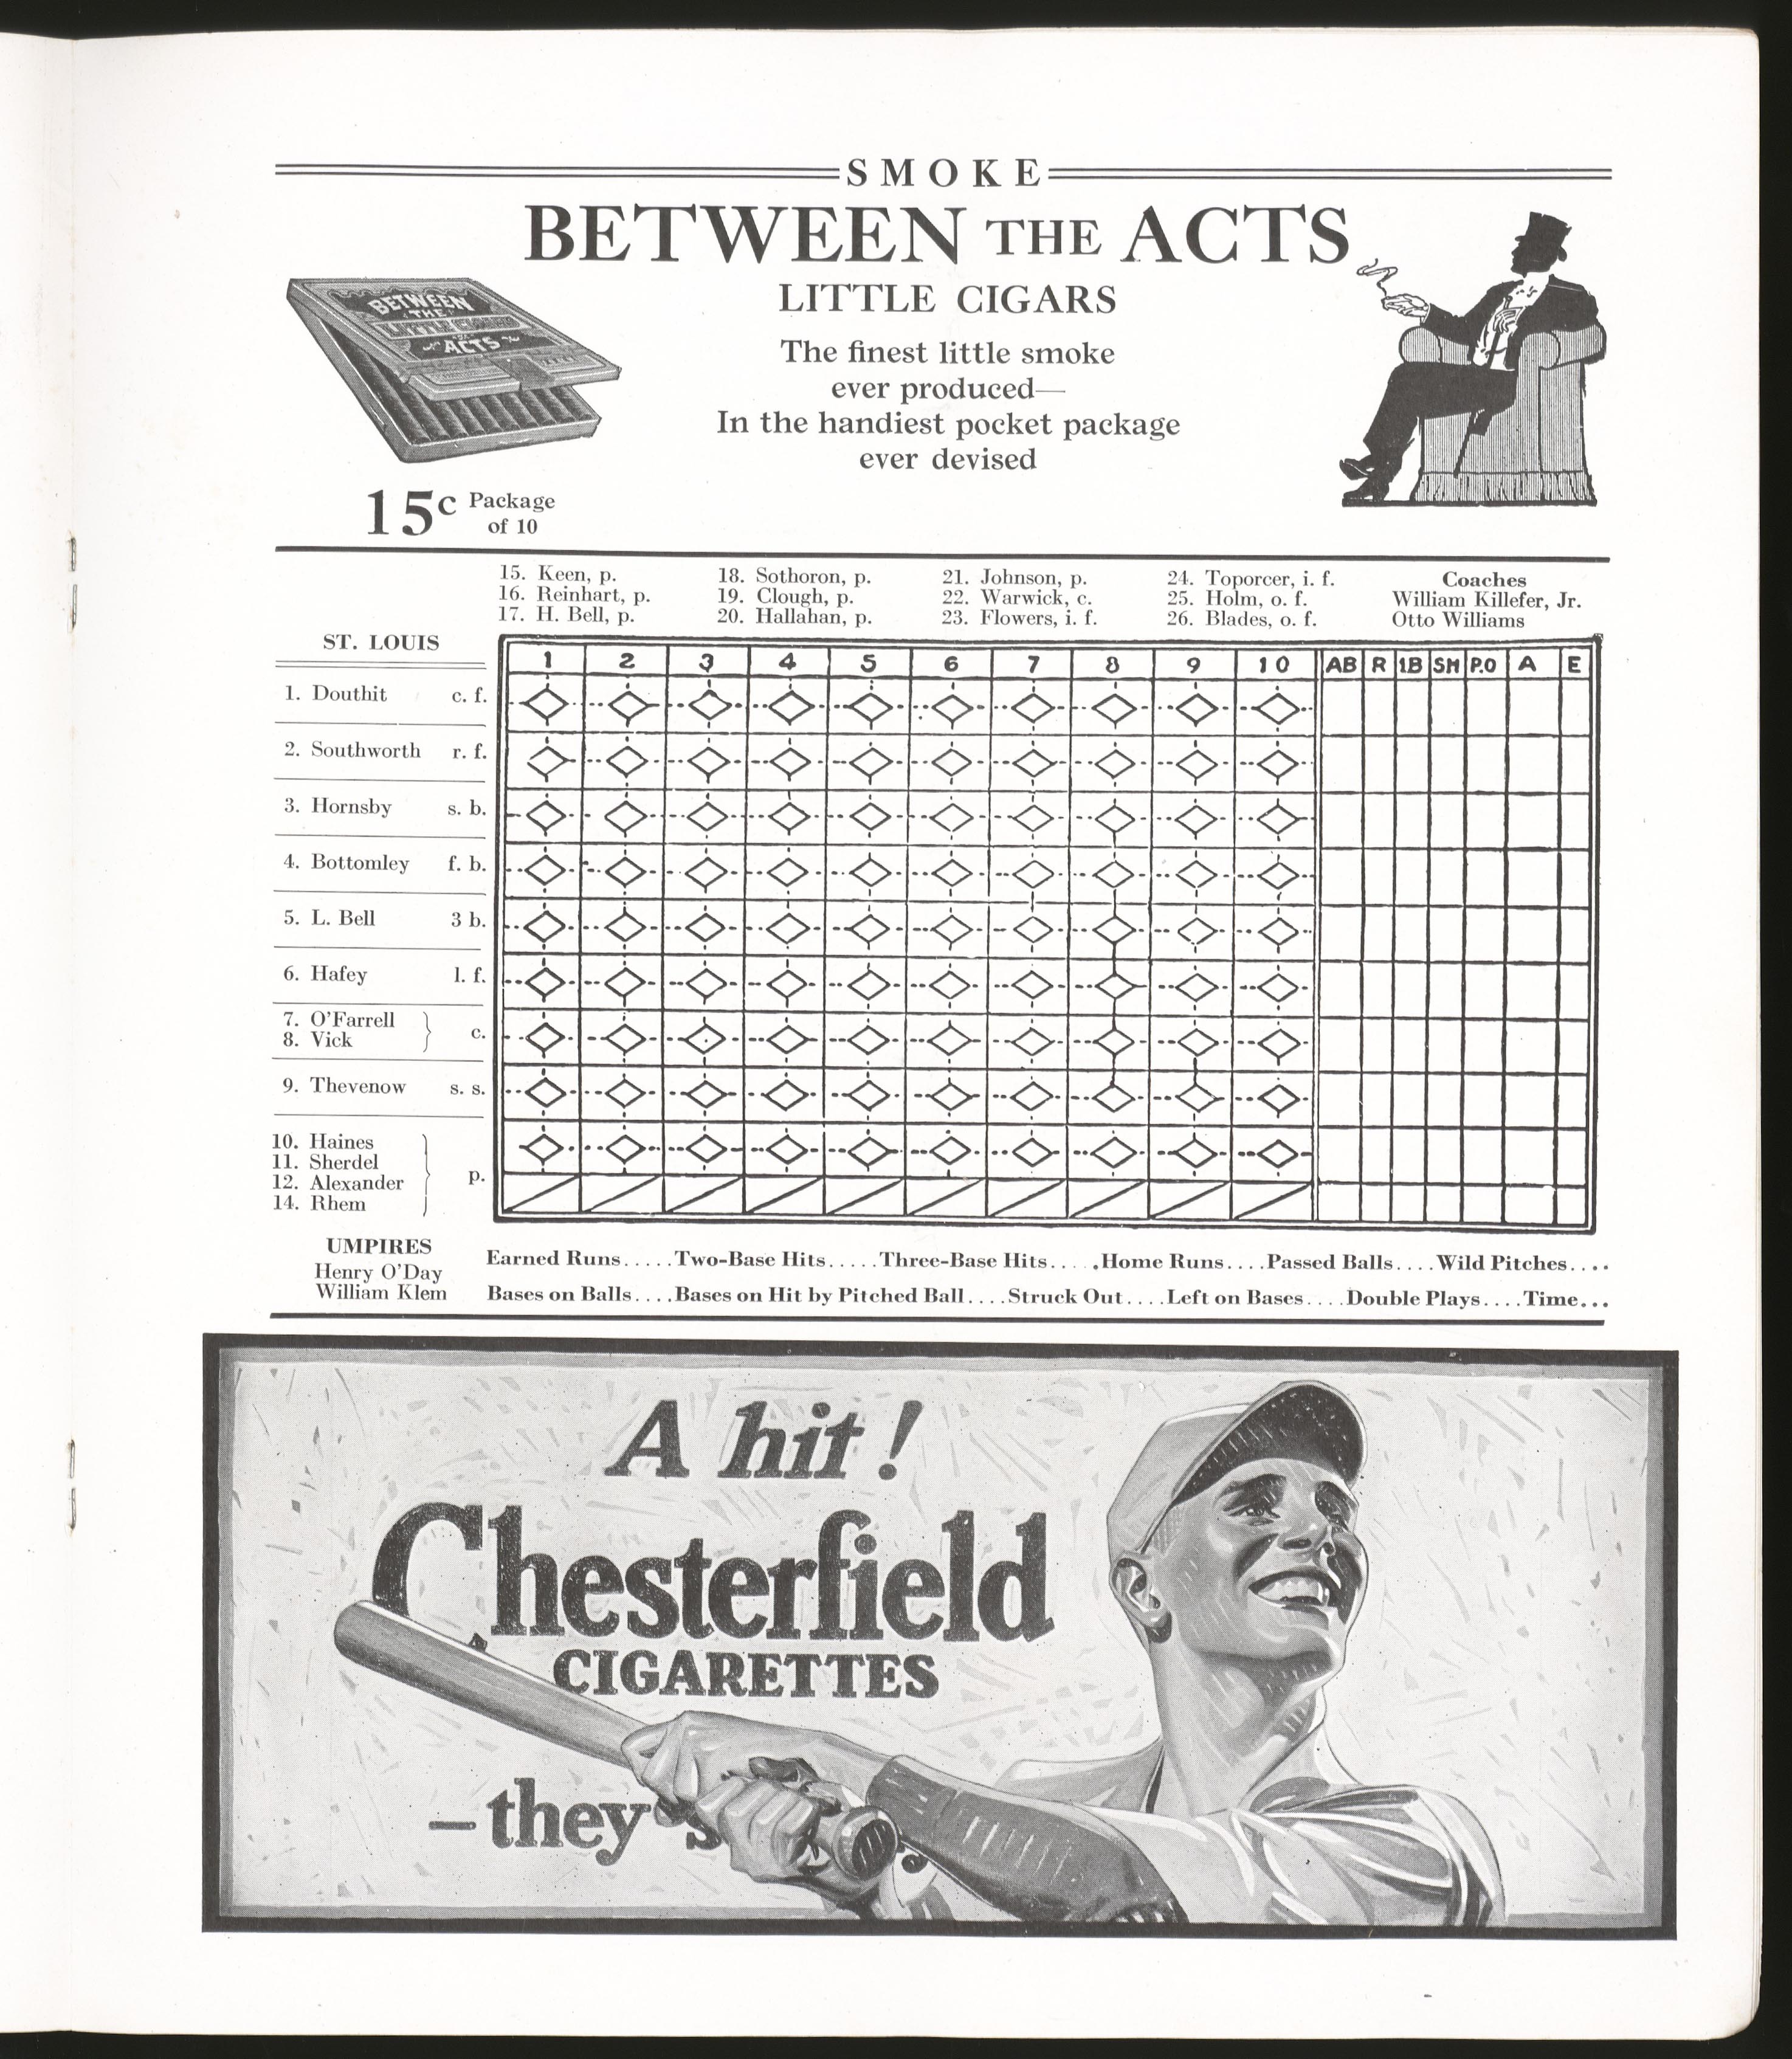 SMOKE
BETWEEN THE ACTS
LITTLE CIGARS
The finest little smoke
ever produced—
In the handiest pocket package
ever devised
BETWEEN
THE
ACTS
15c Package
of 10
15. Keen, p.
16. Reinhart, p.
17. H. Bell, p.
18. Sothoron, p.
19. Clough, p.
20. Hallahan, p.
21. Johnson, p.
22. Warwick, c.
23. Flowers, i. f.
24. Toporcer, i. f.
25. Holm, o. f.
26. Blades, o. f.
Coaches
William Killefer, Jr.
Otto Williams
ST. LOUIS
1 2 3 4 5 6 7 8 9 10 AB R 1B SH P.O A E
1. Douthit c. f.
2. Southworth r. f.
3. Hornsby s. b.
4. Bottomley f. b.
5. L. Bell 3 b.
6. Hafey l. f.
7. O'Farrell
8. Vick c.
9. Thevenow s. s.
10. Haines
11. Sherdel
12. Alexander p.
14. Rhem
UMPIRES
Henry O'Day
William Klem
Earned Runs.....Two-Base Hits.....Three-Base Hits.....Home Runs....Passed Balls....Wild Pitches....
Bases on Balls....Bases on Hit by Pitched Ball....Struck Out....Left on Bases....Double Plays....Time...
A hit!
Chesterfield
CIGARETTES
—they